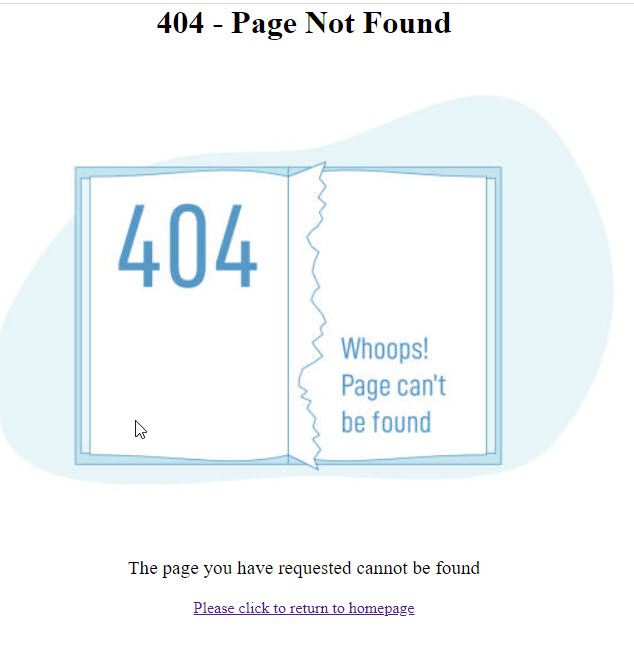 404 - Page Not Found
404
Whoops!
Page can't
be found
The page you have requested cannot be found
Please click to return to homepage